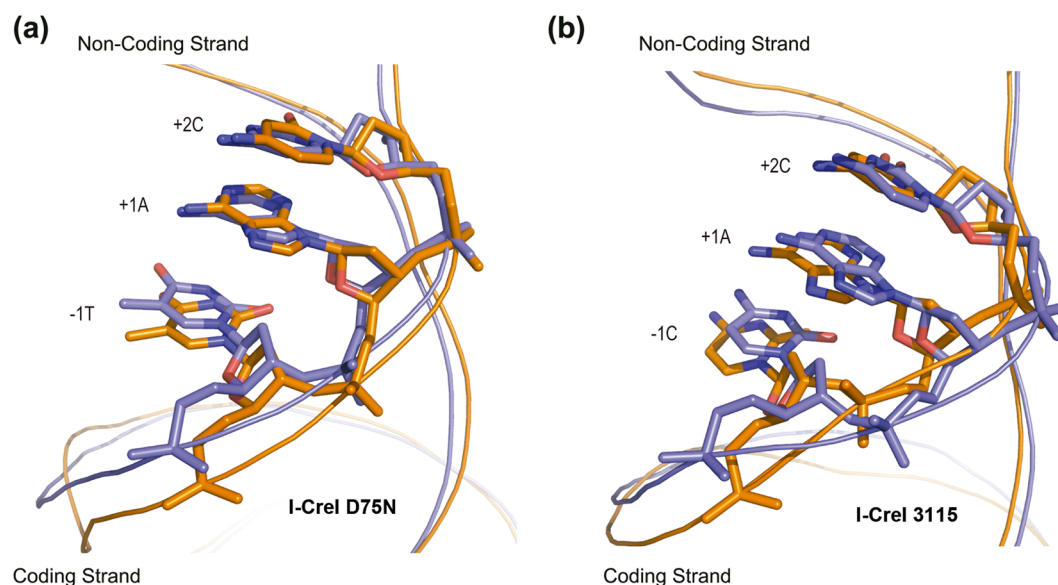 (a)
Non-Coding Strand
+2C
+1A
-1T
I-CreI D75N
Coding Strand
(b)
Non-Coding Strand
+2C
+1A
-1C
I-CreI 3115
Coding Strand